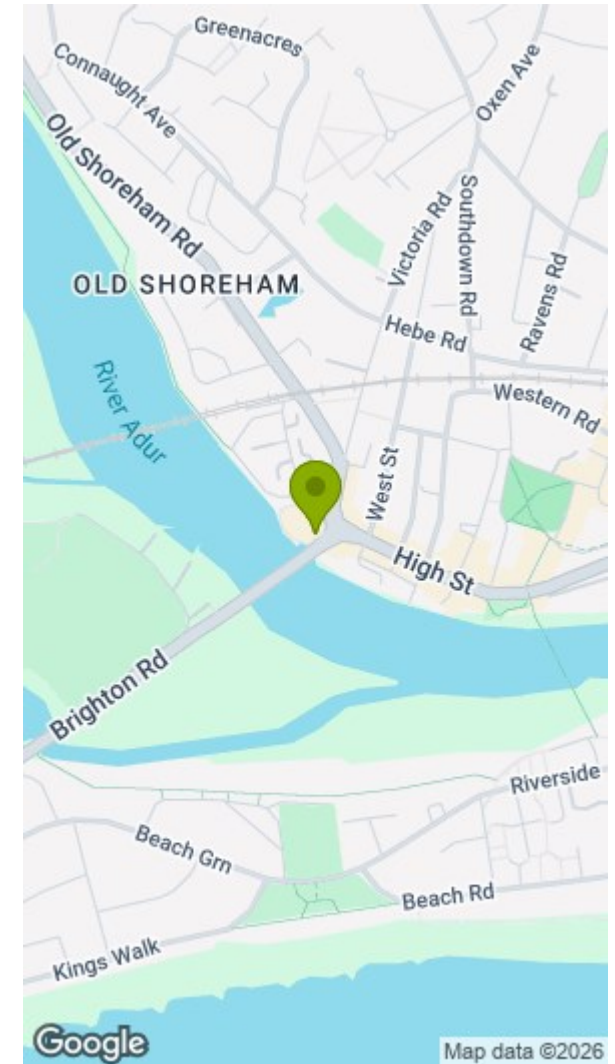 Greenacres
Connaught Ave
Oxen Ave
Old Shoreham Rd
Victoria Rd
Southdown Rd
Ravens Rd
OLD SHOREHAM
Hebe Rd
River Adur
Western Rd
West St
High St
Brighton Rd
Riverside
Beach Grn
Beach Rd
Kings Walk
Google
Map data ©2026